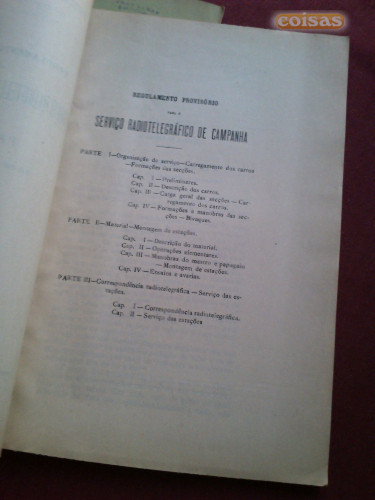 coisas
REGULAMENTO PROVISÓRIO
PARA O
SERVIÇO RADIOTELEGRÁFICO DE CAMPANHA
PARTE I—Organização do serviço—Carregamento dos carros
—Formações das secções.
Cap. I—Preliminares.
Cap. II—Descrição dos carros.
Cap. III—Carga geral das secções—Car-
regamento dos carros.
Cap. IV—Formações e manobras das sec-
ções—Bivaques.
PARTE II—Material—Montagem de estações.
Cap. I—Descrição do material.
Cap. II—Operações elementares.
Cap. III—Manobras do mastro e papagaio
—Montagem de estações.
Cap. IV—Ensaios e avarias.
PARTE III—Correspondência radiotelegráfica—Serviço das es-
tações.
Cap. I—Correspondência radiotelegráfica.
Cap. II—Serviço das estações